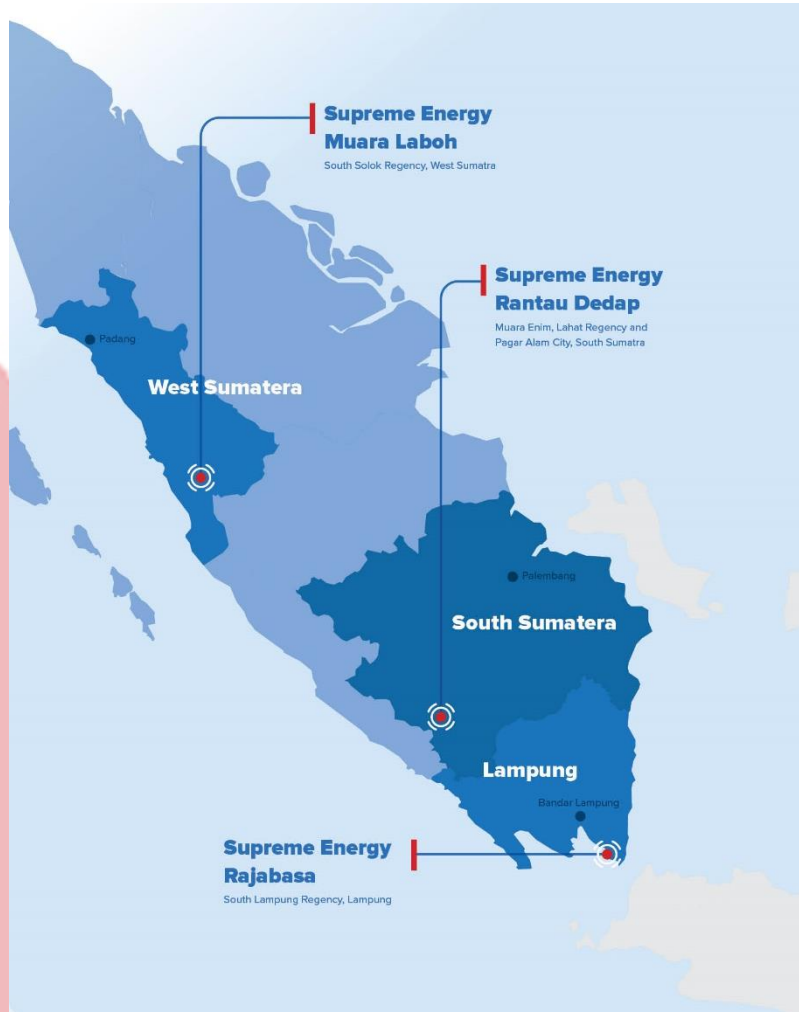 Supreme Energy
Muara Laboh
South Solok Regency, West Sumatra
Supreme Energy
Rantau Dedap
Muara Enim, Lahat Regency and
Pagar Alam City, South Sumatra
Padang
West Sumatera
Palembang
South Sumatera
Lampung
Bandar Lampung
Supreme Energy
Rajabasa
South Lampung Regency, Lampung